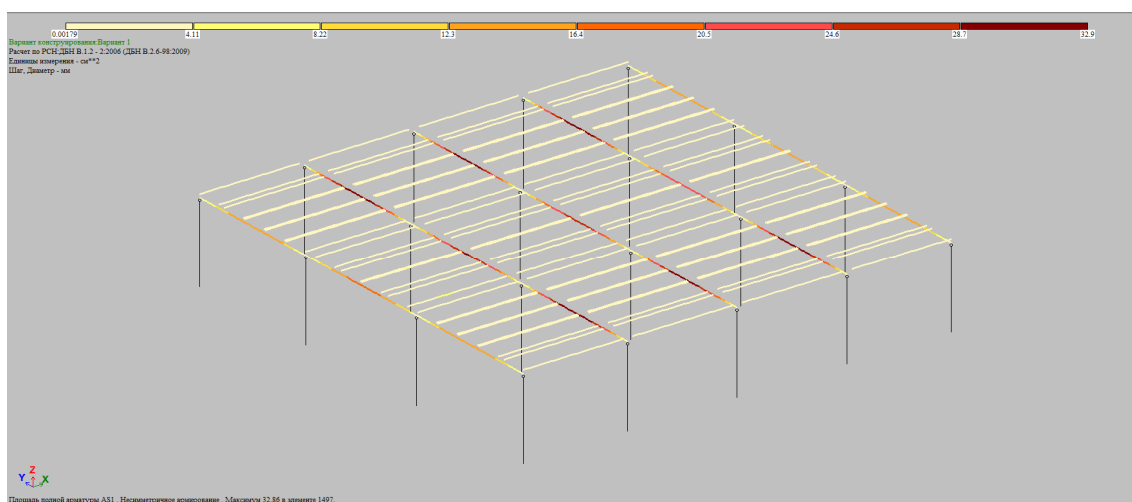 0.00179 4.11 8.22 12.3 16.4 20.5 24.6 28.7 32.9
Вариант конструирования:Вариант 1
Расчет по РСН:ДБН В.1.2 - 2:2006 (ДБН В.2.6-98:2009)
Единицы измерения - см**2
Шаг, Диаметр - мм
Z
Y X
Площадь полной арматуры AS1 . Несимметричное армирование . Максимум 32.86 в элементе 1497.